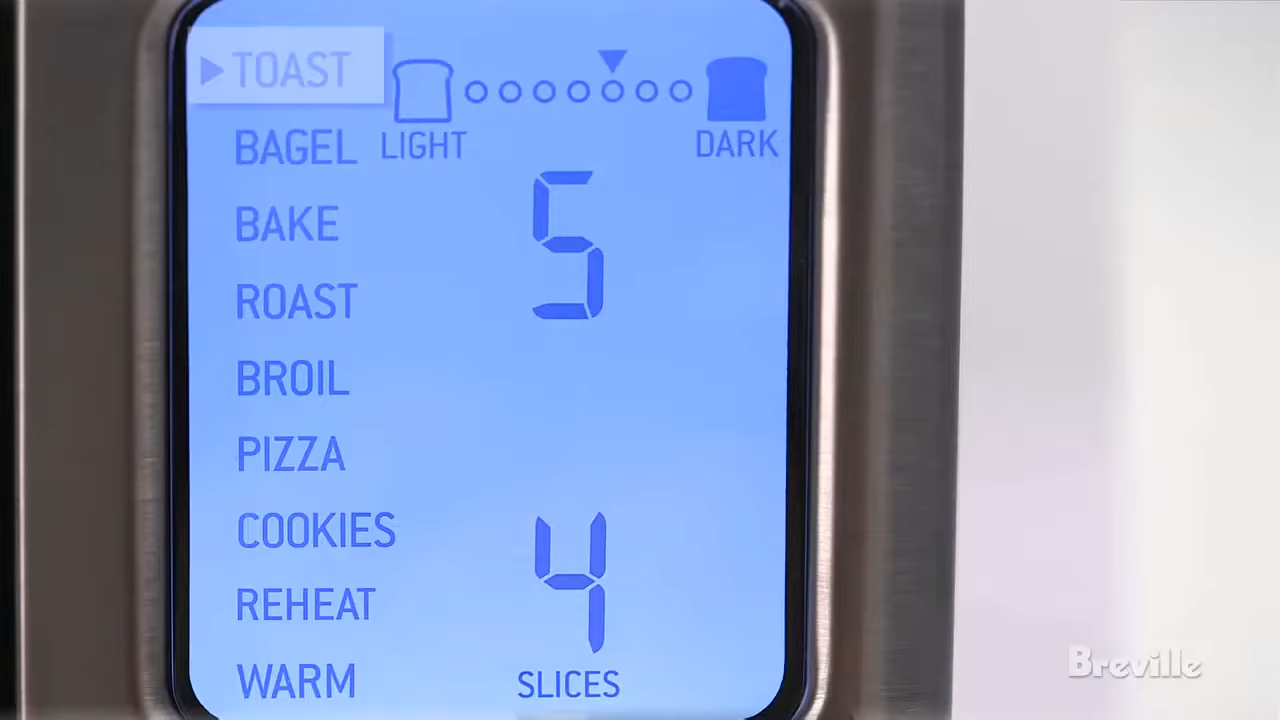 TOAST
LIGHT
DARK
BAGEL
5
BAKE
ROAST
BROIL
PIZZA
COOKIES
4
REHEAT
SLICES
WARM
Breville